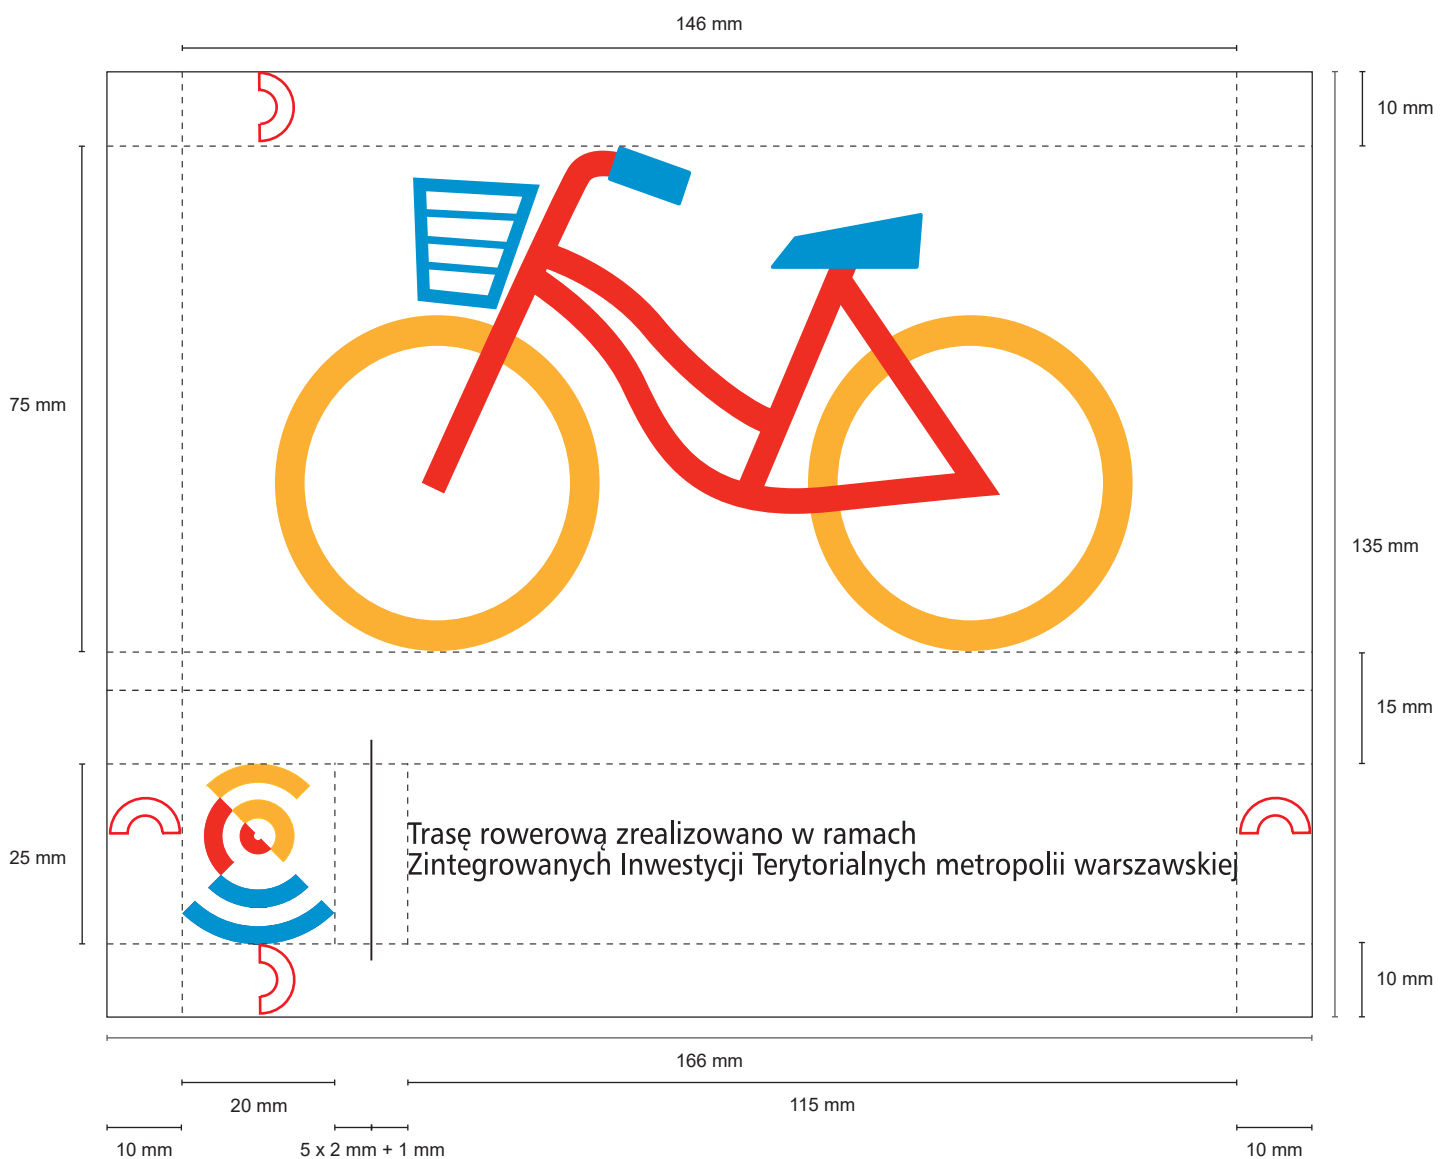 146 mm
10 mm
75 mm
135 mm
15 mm
Trasę rowerową zrealizowano w ramach
Zintegrowanych Inwestycji Terytorialnych metropolii warszawskiej
25 mm
10 mm
166 mm
20 mm
115 mm
10 mm
5 x 2 mm + 1 mm
10 mm